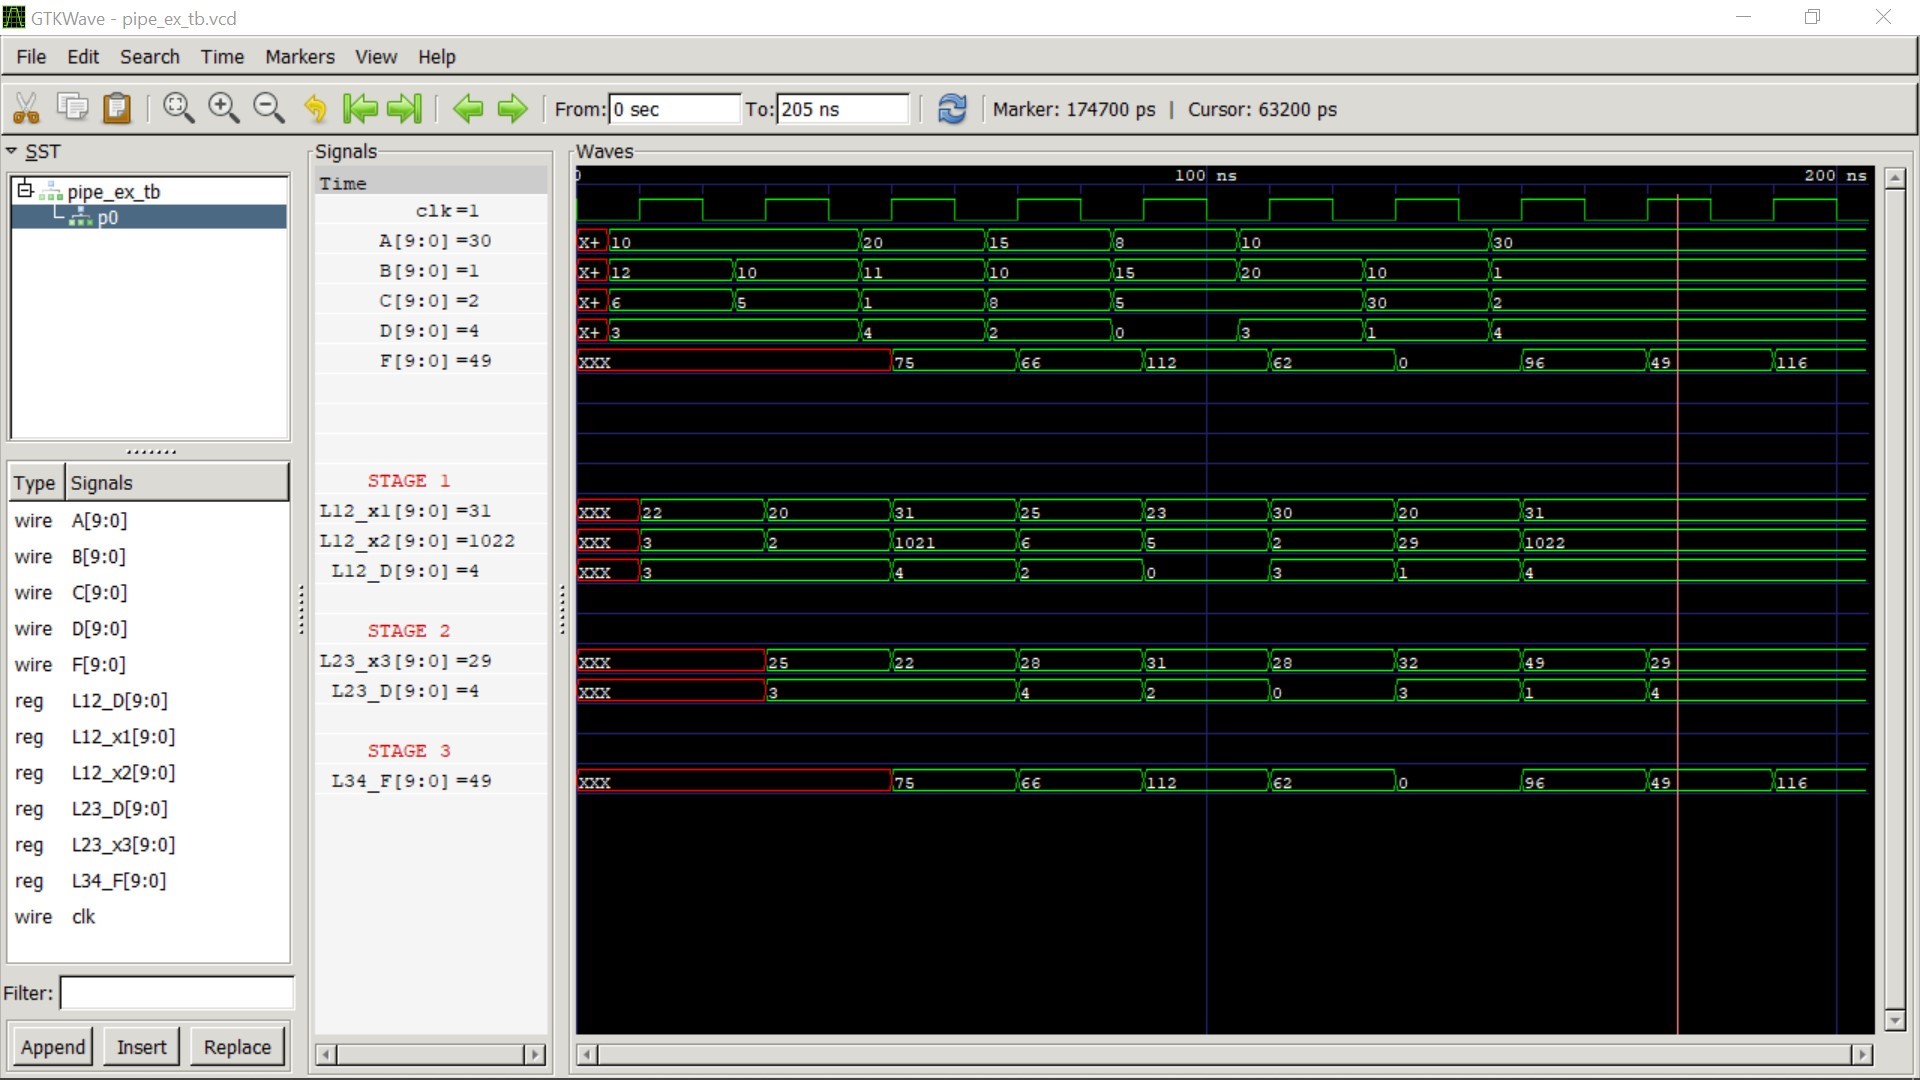 GTKWave - pipe_ex_tb.vcd
File Edit Search Time Markers View Help
From: 0 sec To: 205 ns Marker: 174700 ps | Cursor: 63200 ps
SST
pipe_ex_tb
p0
Type Signals
wire A[9:0]
wire B[9:0]
wire C[9:0]
wire D[9:0]
wire F[9:0]
reg L12_D[9:0]
reg L12_x1[9:0]
reg L12_x2[9:0]
reg L23_D[9:0]
reg L23_x3[9:0]
reg L34_F[9:0]
wire clk
Filter:
Append Insert Replace
Signals
Time
clk=1
A[9:0]=30
B[9:0]=1
C[9:0]=2
D[9:0]=4
F[9:0]=49
STAGE 1
L12_x1[9:0]=31
L12_x2[9:0]=1022
L12_D[9:0]=4
STAGE 2
L23_x3[9:0]=29
L23_D[9:0]=4
STAGE 3
L34_F[9:0]=49
Waves
0 100 ns 200 ns
X+ 10 20 15 8 10 30
X+ 12 10 11 10 15 20 10 1
X+ 6 5 1 8 5 30 2
X+ 3 4 2 0 3 1 4
XXX 75 66 112 62 0 96 49 116
XXX 22 20 31 25 23 30 20 31
XXX 3 2 1021 6 5 2 29 1022
XXX 3 4 2 0 3 1 4
XXX 25 22 28 31 28 32 49 29
XXX 3 4 2 0 3 1 4
XXX 75 66 112 62 0 96 49 116